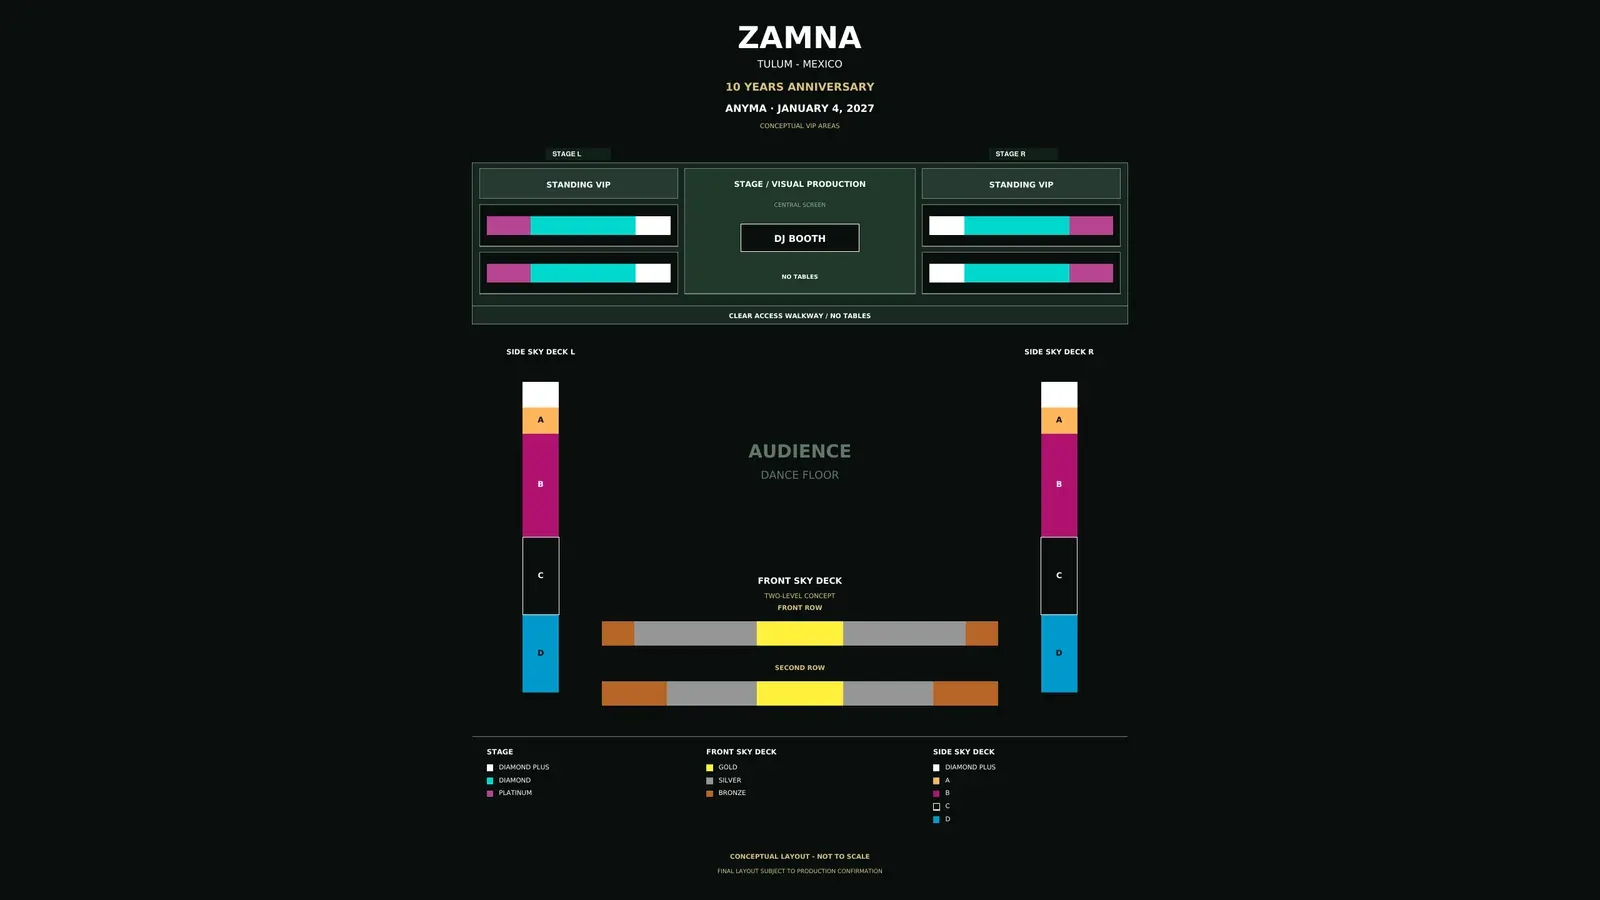 ZAMNA
TULUM - MEXICO
10 YEARS ANNIVERSARY
ANYMA · JANUARY 4, 2027
CONCEPTUAL VIP AREAS
STAGE L
STAGE R
STANDING VIP
STAGE / VISUAL PRODUCTION
STANDING VIP
CENTRAL SCREEN
DJ BOOTH
NO TABLES
CLEAR ACCESS WALKWAY / NO TABLES
SIDE SKY DECK L
SIDE SKY DECK R
A
A
AUDIENCE
DANCE FLOOR
B
B
C
C
FRONT SKY DECK
TWO-LEVEL CONCEPT
FRONT ROW
D
D
SECOND ROW
STAGE
DIAMOND PLUS
DIAMOND
PLATINUM
FRONT SKY DECK
GOLD
SILVER
BRONZE
SIDE SKY DECK
DIAMOND PLUS
A
B
C
D
CONCEPTUAL LAYOUT - NOT TO SCALE
FINAL LAYOUT SUBJECT TO PRODUCTION CONFIRMATION